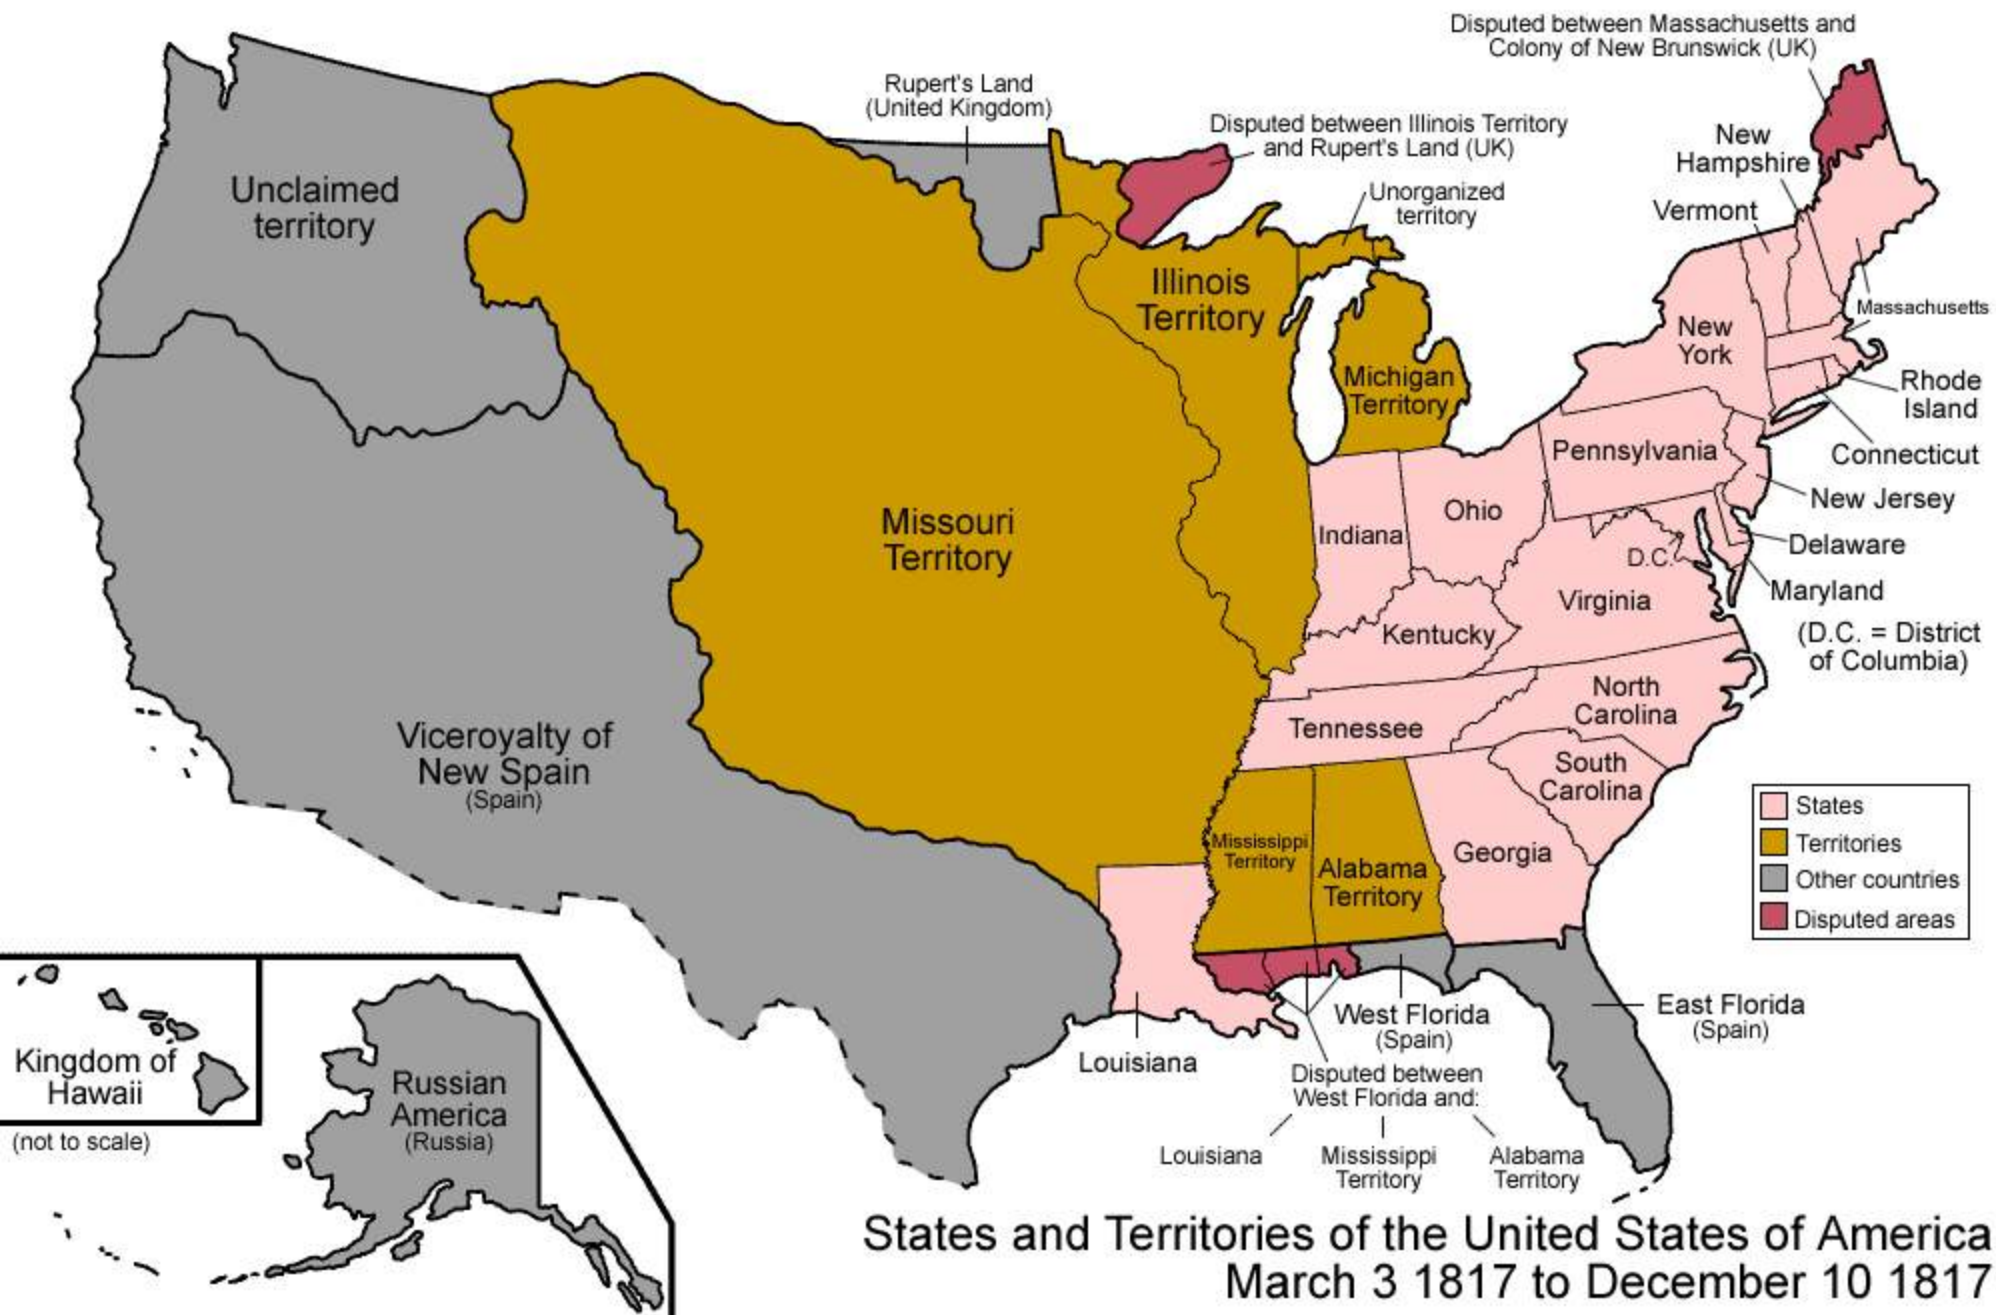 Disputed between Massachusetts and
Colony of New Brunswick (UK)
Rupert's Land
(United Kingdom)
Disputed between Illinois Territory
and Rupert's Land (UK)
New
Hampshire
Unorganized
territory
Vermont
Unclaimed
territory
Illinois
Territory
Massachusetts
New
York
Michigan
Territory
Rhode
Island
Pennsylvania
Connecticut
New Jersey
Missouri
Territory
Indiana
Ohio
Delaware
D.C.
Maryland
Virginia
(D.C. = District
of Columbia)
Kentucky
North
Carolina
Tennessee
Viceroyalty of
New Spain
(Spain)
South
Carolina
States
Territories
Other countries
Disputed areas
Mississippi
Territory
Alabama
Territory
Georgia
West Florida
(Spain)
East Florida
(Spain)
Louisiana
Disputed between
West Florida and:
Louisiana
Mississippi
Territory
Alabama
Territory
Kingdom of
Hawaii
(not to scale)
Russian
America
(Russia)
States and Territories of the United States of America
March 3 1817 to December 10 1817